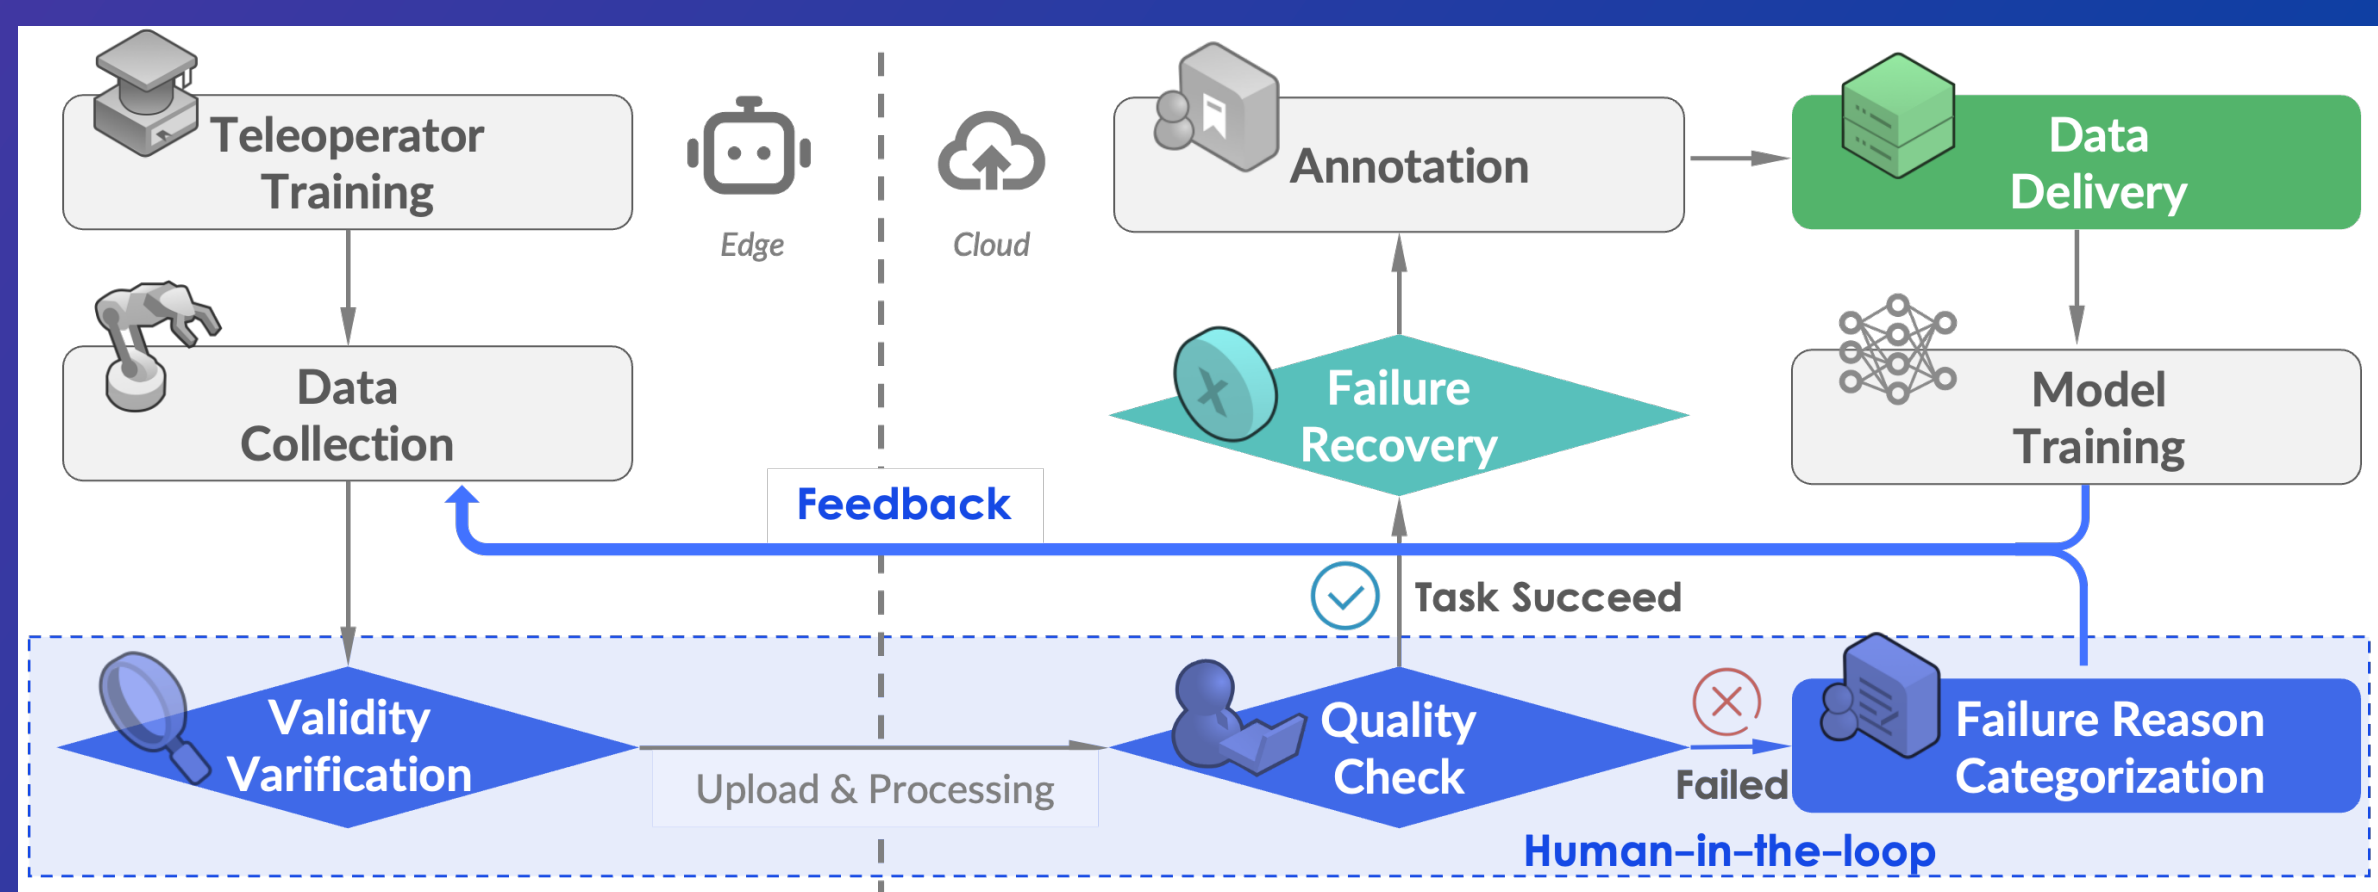 Teleoperator
Training
Edge
Cloud
Annotation
Data
Delivery
Data
Collection
Failure
Recovery
Model
Training
Feedback
Task Succeed
Validity
Varification
Upload & Processing
Quality
Check
Failed
Failure Reason
Categorization
Human-in-the-loop